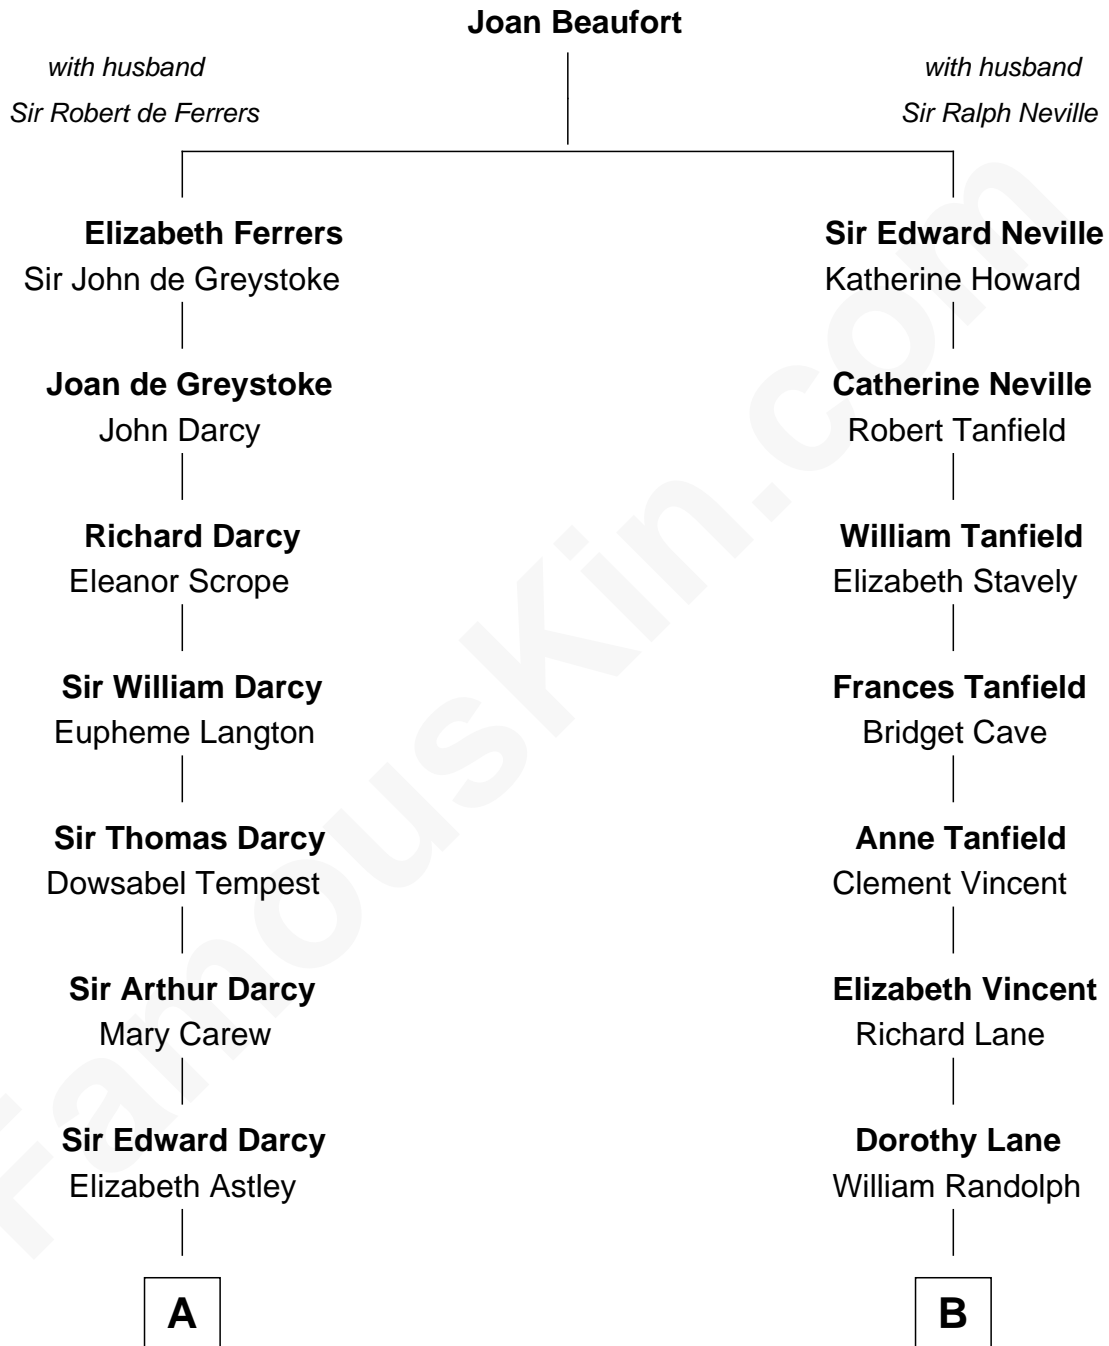 Joan Beaufort
with husband
Sir Robert de Ferrers
with husband
Sir Ralph Neville
Elizabeth Ferrers
Sir John de Greystoke
Joan de Greystoke
John Darcy
Richard Darcy
Eleanor Scrope
Sir William Darcy
Eupheme Langton
Sir Thomas Darcy
Dowsabel Tempest
Sir Arthur Darcy
Mary Carew
Sir Edward Darcy
Elizabeth Astley
A
Sir Edward Neville
Katherine Howard
Catherine Neville
Robert Tanfield
William Tanfield
Elizabeth Stavely
Frances Tanfield
Bridget Cave
Anne Tanfield
Clement Vincent
Elizabeth Vincent
Richard Lane
Dorothy Lane
William Randolph
B
FamousKin.com